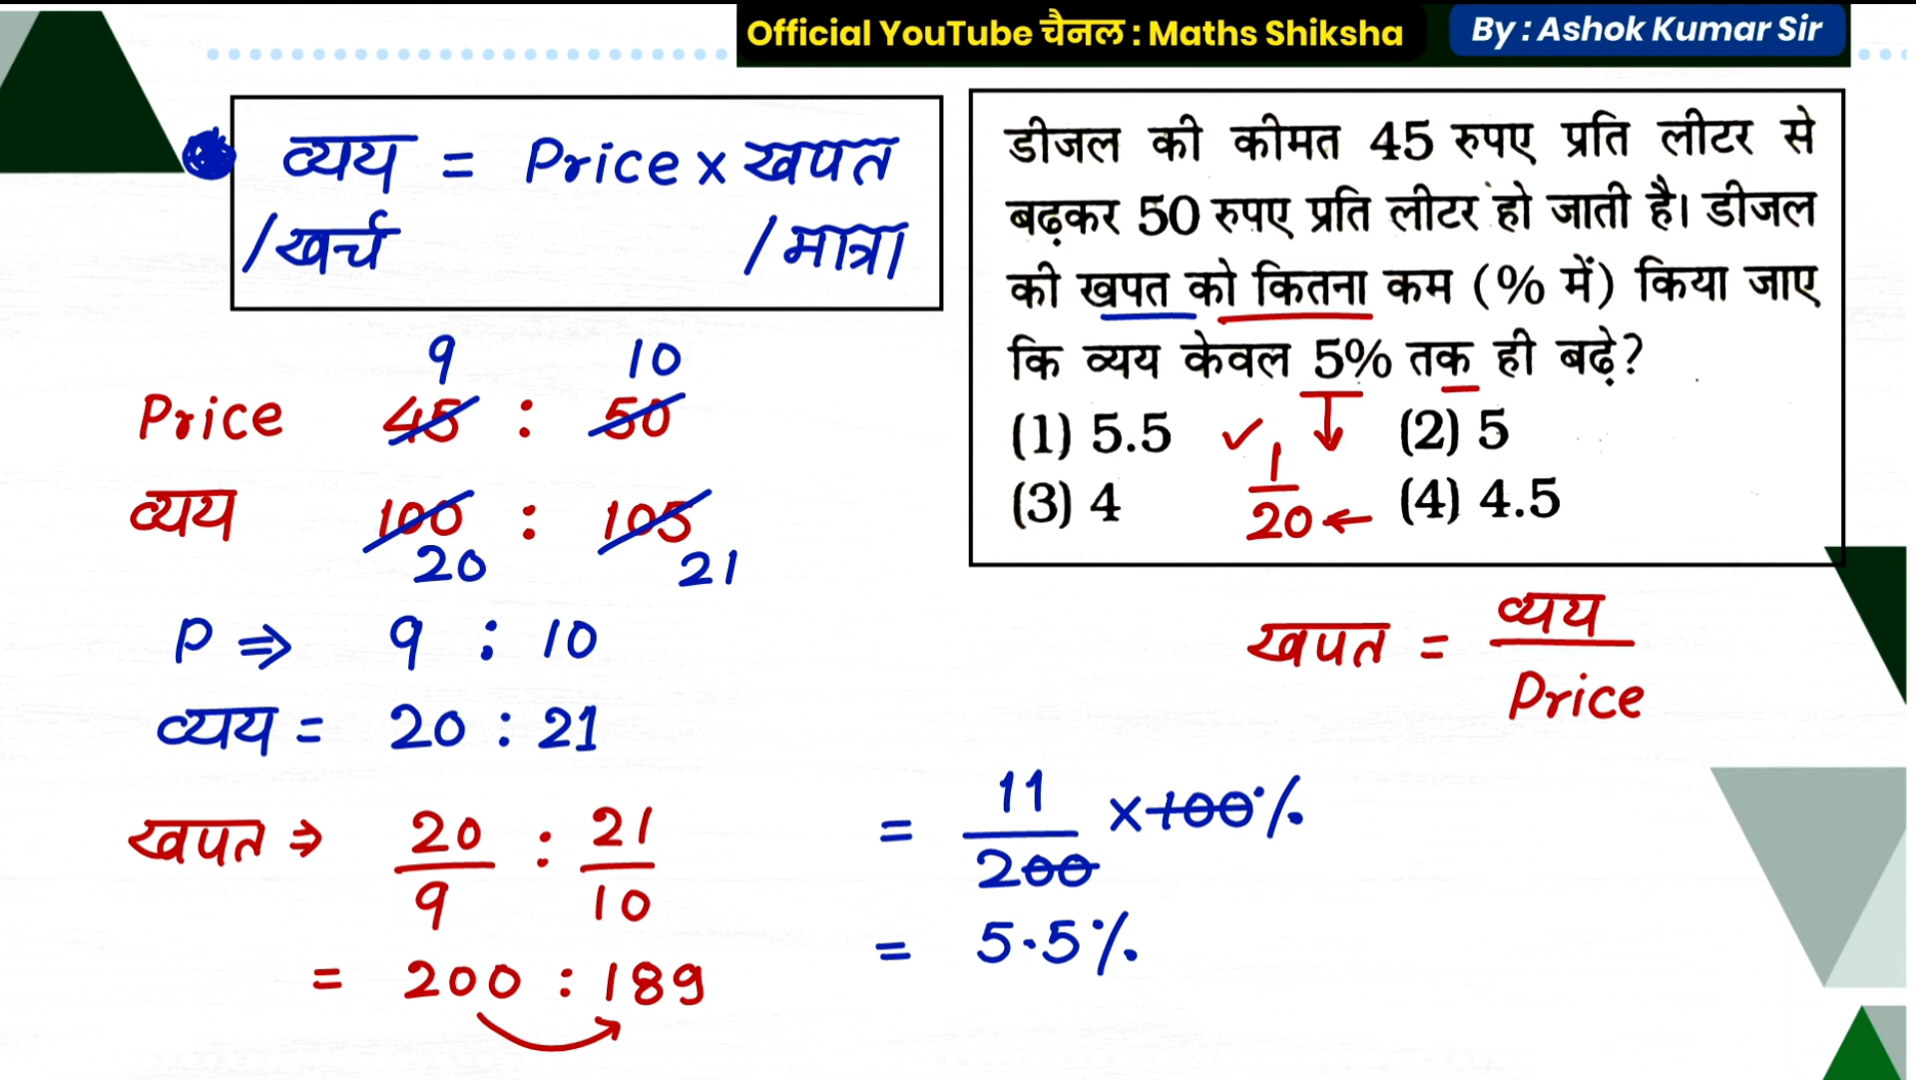 Official YouTube चैनल : Maths Shiksha
By : Ashok Kumar Sir
व्यय = Price x खपत
/खर्च /मात्रा
डीजल की कीमत 45 रुपए प्रति लीटर से
बढ़कर 50 रुपए प्रति लीटर हो जाती है। डीजल
की खपत को कितना कम (% में) किया जाए
कि व्यय केवल 5% तक ही बढ़े?
(1) 5.5 ✓ (2) 5
(3) 4 (4) 4.5
1
20 ←
9 10
Price 45 : 50
व्यय 100 : 105
20 21
P ⇒ 9 : 10
व्यय = 20 : 21
खपत ⇒ 20/9 : 21/10
= 200 : 189
खपत = व्यय/Price
= 11/200 x 100%
= 5.5%